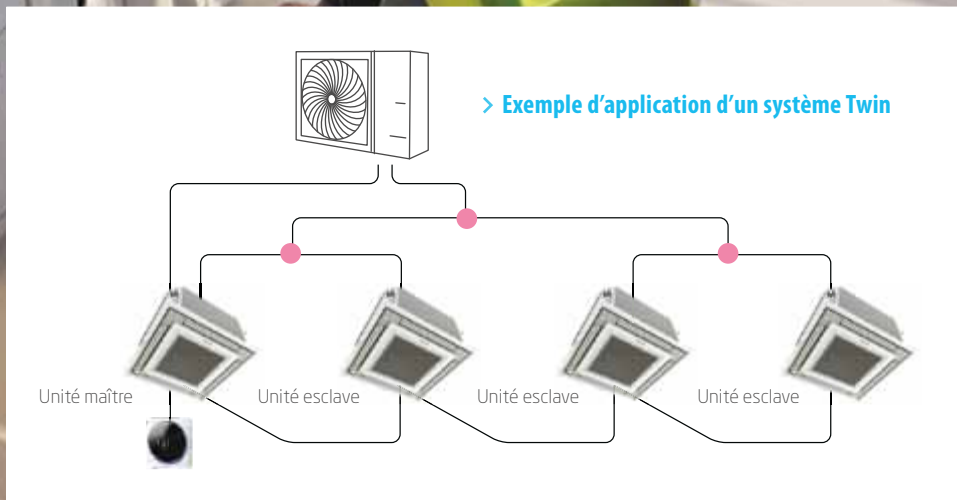 > Exemple d’application d’un système Twin
Unité maître
Unité esclave
Unité esclave
Unité esclave